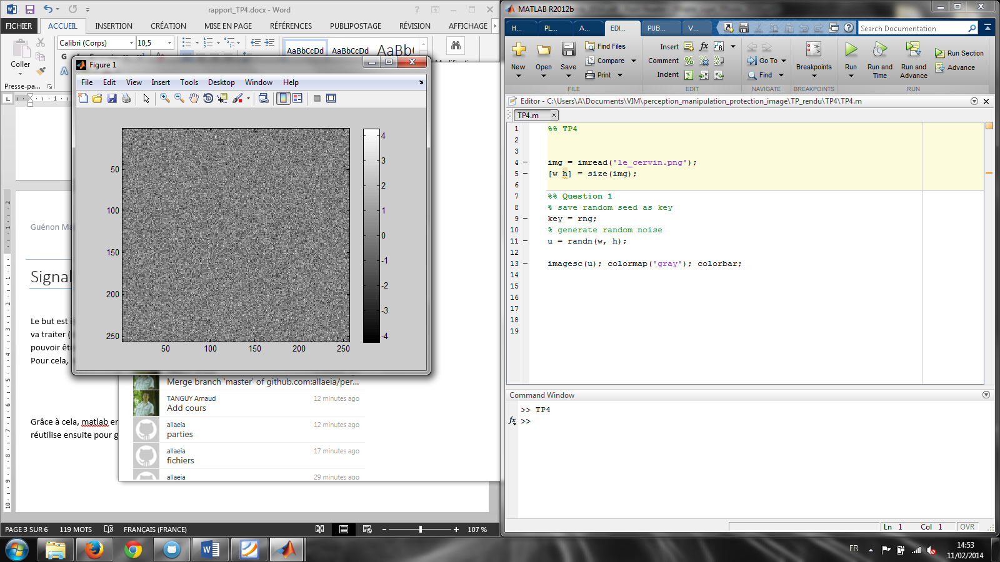 rapport_TP4.docx - Word
FICHIER ACCUEIL INSERTION CRÉATION MISE EN PAGE RÉFÉRENCES PUBLIPOSTAGE RÉVISION AFFICHAGE
Coller
Calibri (Corps) 10,5
G
AaBbCcDd AaBbCcDd AaBbC
Presse-pa...
Figure 1
File Edit View Insert Tools Desktop Window Help
50
100
150
200
250
50 100 150 200 250
4
3
2
1
0
-1
-2
-3
-4
Guénon Ma
Signal
Le but est
va traiter (
pouvoir êt
Pour cela,
Grâce à cela, matlab en
réutilise ensuite pour g
Merge branch 'master' of github.com:allaeia/per...
TANGUY Arnaud 12 minutes ago
Add cours
allaeia 12 minutes ago
parties
allaeia 17 minutes ago
fichiers
allaeia 29 minutes ago
PAGE 3 SUR 6 119 MOTS FRANÇAIS (FRANCE) 107 %
MATLAB R2012b
H... PL... A... EDI... PUB... V...
Search Documentation
New Open Save
Find Files
Compare
Print
Insert
Comment
Indent
Go To
Find
Breakpoints
Run
Run and Time
Run and Advance
Run Section
Advance
FILE EDIT NAVIGATE BREAKPOINTS RUN
Editor - C:\Users\A\Documents\VIM\perception_manipulation_protection_image\TP_rendu\TP4\TP4.m
TP4.m
1 %% TP4
2
3
4 img = imread('le_cervin.png');
5 [w h] = size(img);
6
7 %% Question 1
8 % save random seed as key
9 key = rng;
10 % generate random noise
11 u = randn(w, h);
12
13 imagesc(u); colormap('gray'); colorbar;
14
15
16
17
18
19
Command Window
>> TP4
fx >>
Ln 1 Col 1 OVR
FR
14:53
11/02/2014